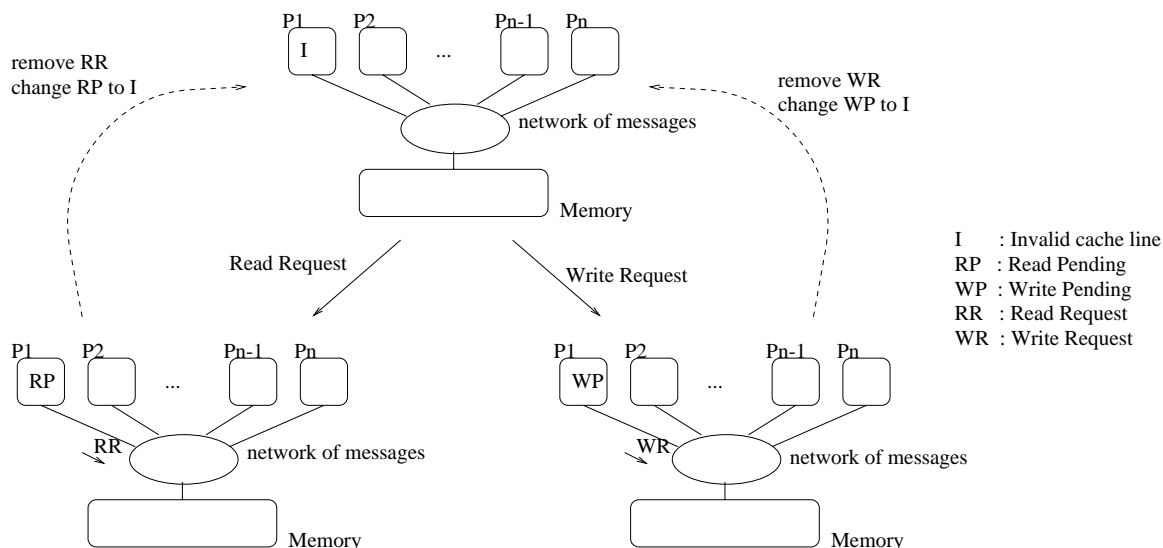 P1 P2 Pn-1 Pn
I ...
remove RR
change RP to I
remove WR
change WP to I
network of messages
Memory
Read Request
Write Request
I : Invalid cache line
RP : Read Pending
WP : Write Pending
RR : Read Request
WR : Write Request
P1 P2 Pn-1 Pn
RP ...
RR
network of messages
Memory
P1 P2 Pn-1 Pn
WP ...
WR
network of messages
Memory